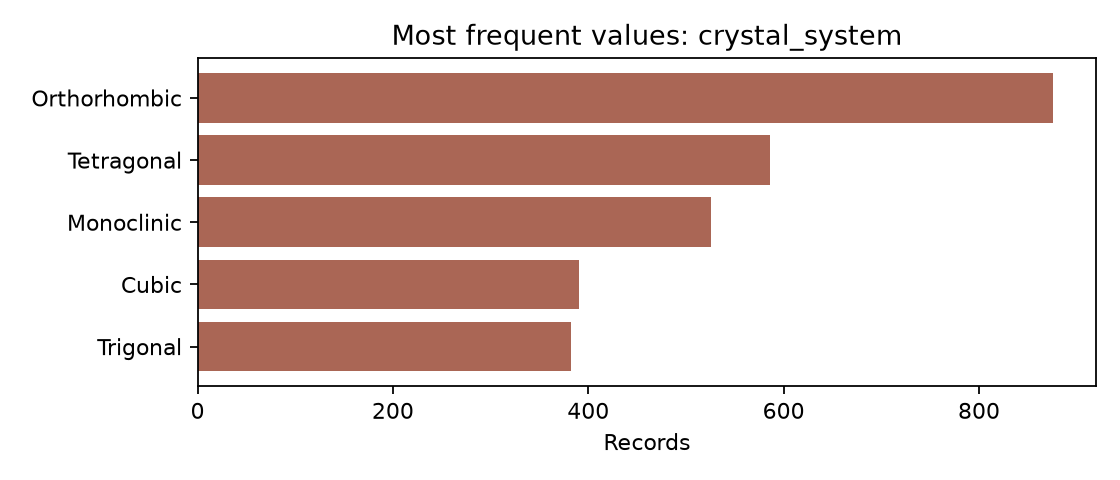 Most frequent values: crystal_system
Orthorhombic
Tetragonal
Monoclinic
Cubic
Trigonal
0 200 400 600 800
Records